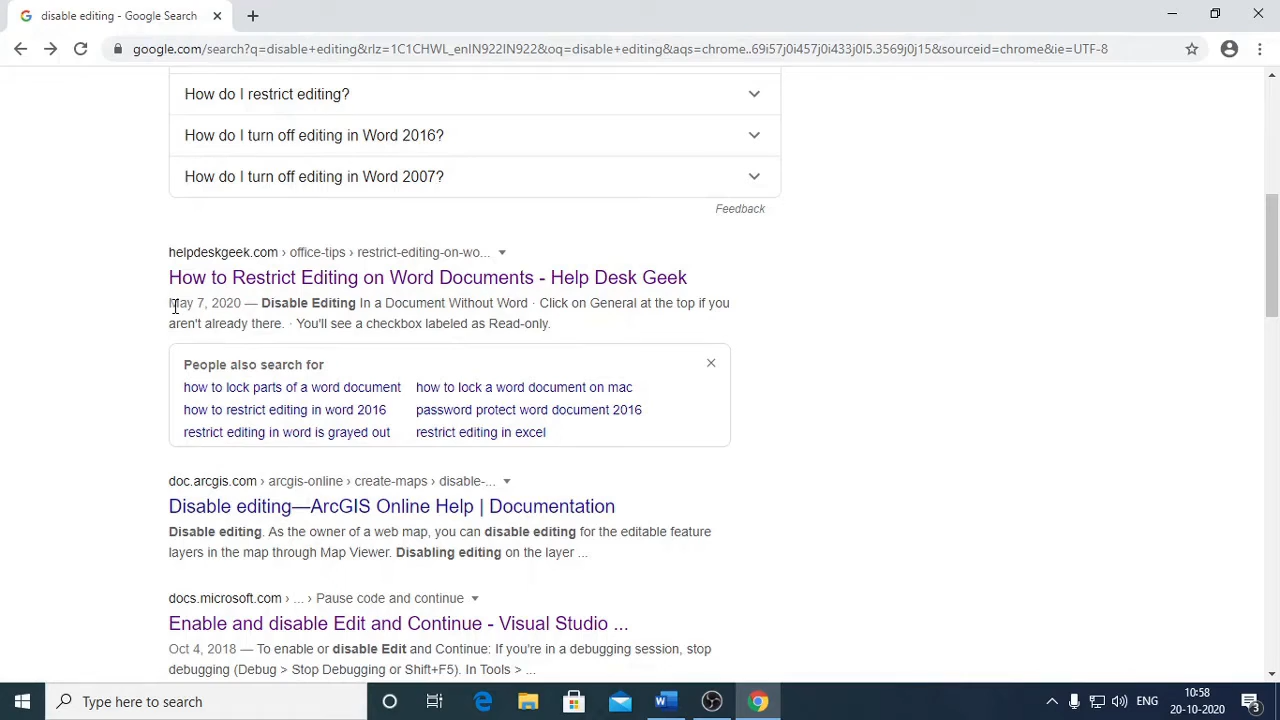 disable editing - Google Search
google.com/search?q=disable+editing&rlz=1C1CHWL_enIN922IN922&oq=disable+editing&aqs=chrome..69i57j0i457j0i433j0l5.3569j0j15&sourceid=chrome&ie=UTF-8
How do I restrict editing?
How do I turn off editing in Word 2016?
How do I turn off editing in Word 2007?
Feedback
helpdeskgeek.com › office-tips › restrict-editing-on-wo...
How to Restrict Editing on Word Documents - Help Desk Geek
May 7, 2020 — Disable Editing In a Document Without Word · Click on General at the top if you
aren't already there. · You'll see a checkbox labeled as Read-only.
People also search for
how to lock parts of a word document how to lock a word document on mac
how to restrict editing in word 2016 password protect word document 2016
restrict editing in word is grayed out restrict editing in excel
doc.arcgis.com › arcgis-online › create-maps › disable-...
Disable editing—ArcGIS Online Help | Documentation
Disable editing. As the owner of a web map, you can disable editing for the editable feature
layers in the map through Map Viewer. Disabling editing on the layer ...
docs.microsoft.com › ... › Pause code and continue
Enable and disable Edit and Continue - Visual Studio ...
Oct 4, 2018 — To enable or disable Edit and Continue: If you're in a debugging session, stop
debugging (Debug > Stop Debugging or Shift+F5). In Tools > ...
Type here to search
ENG
10:58
20-10-2020
3